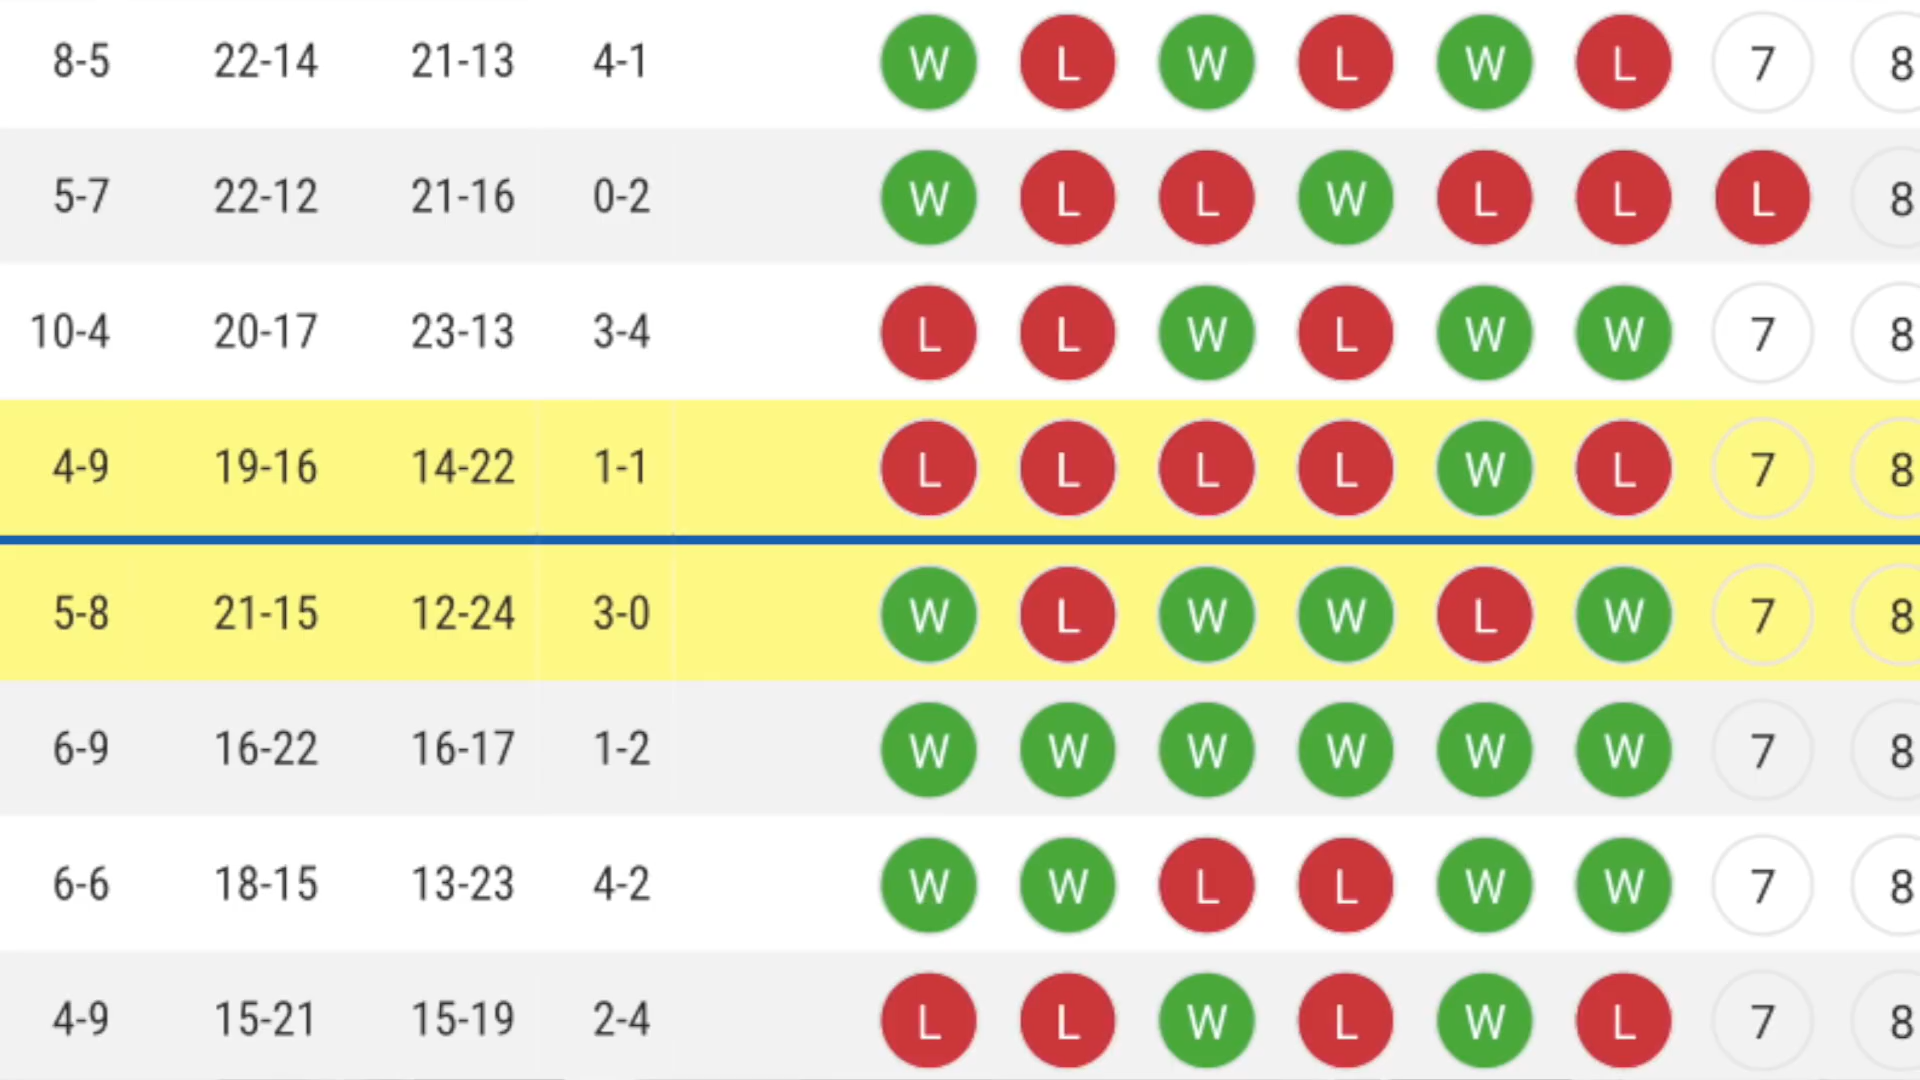 8-5 22-14 21-13 4-1 W L W L W L 7 8
5-7 22-12 21-16 0-2 W L L W L L L 8
10-4 20-17 23-13 3-4 L L W L W W 7 8
4-9 19-16 14-22 1-1 L L L L W L 7 8
5-8 21-15 12-24 3-0 W L W W L W 7 8
6-9 16-22 16-17 1-2 W W W W W W 7 8
6-6 18-15 13-23 4-2 W W L L W W 7 8
4-9 15-21 15-19 2-4 L L W L W L 7 8